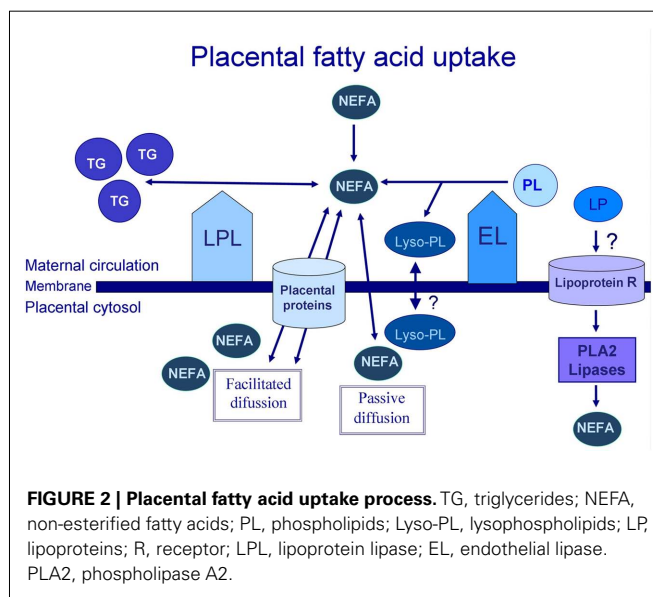 Placental fatty acid uptake
NEFA
TG
TG
TG
NEFA
PL
LP
LPL
Lyso-PL
EL
?
Maternal circulation
Membrane
Placental cytosol
Placental
proteins
Lipoprotein R
?
Lyso-PL
NEFA
NEFA
NEFA
Facilitated
difussion
Passive
diffusion
PLA2
Lipases
NEFA
FIGURE 2 | Placental fatty acid uptake process. TG, triglycerides; NEFA,
non-esterified fatty acids; PL, phospholipids; Lyso-PL, lysophospholipids; LP,
lipoproteins; R, receptor; LPL, lipoprotein lipase; EL, endothelial lipase.
PLA2, phospholipase A2.